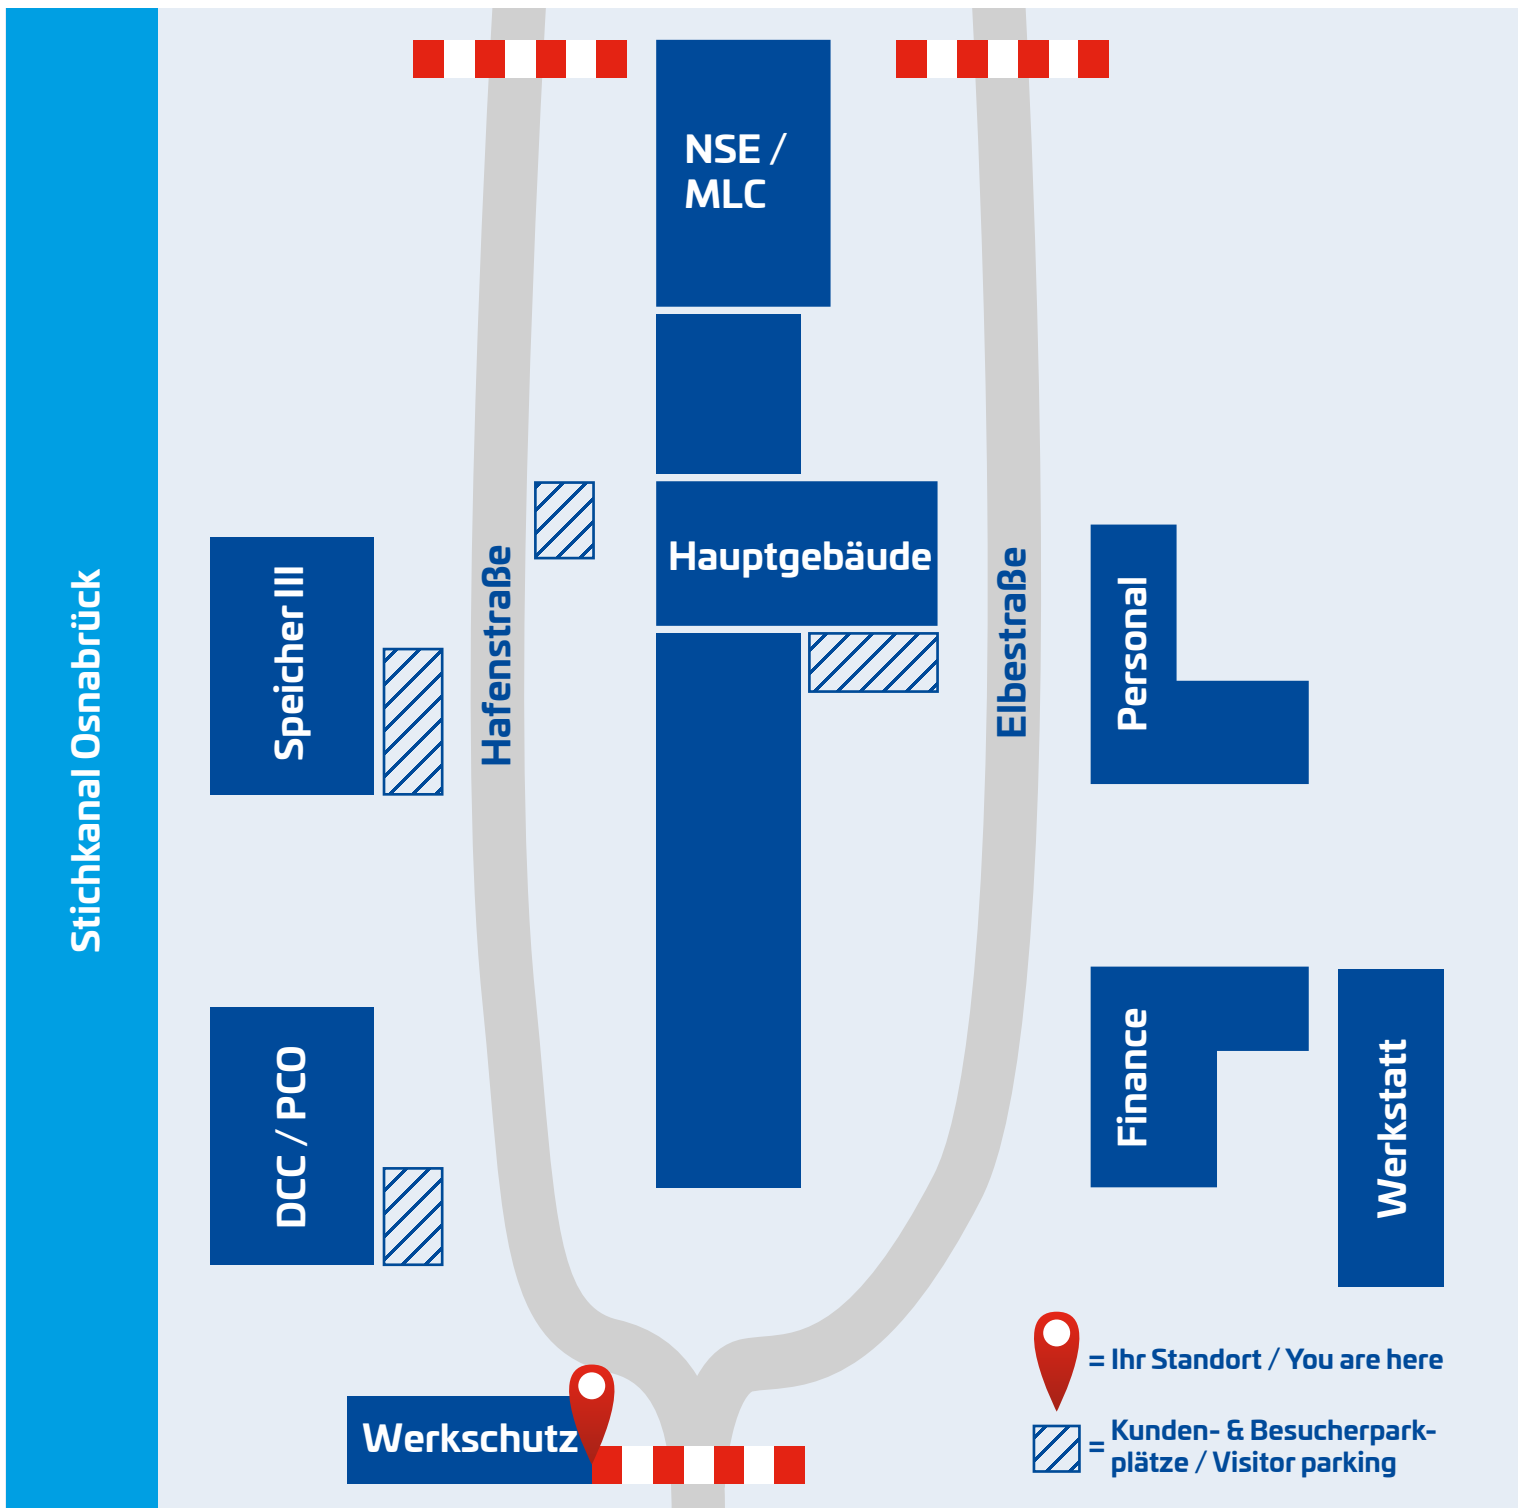 NSE /
MLC
Hauptgebäude
Speicher III
Hafenstraße
Elbestraße
Personal
Stichkanal Osnabrück
DCC / PCO
Finance
Werkstatt
Werkschutz
= Ihr Standort / You are here
= Kunden- & Besucherpark-
plätze / Visitor parking